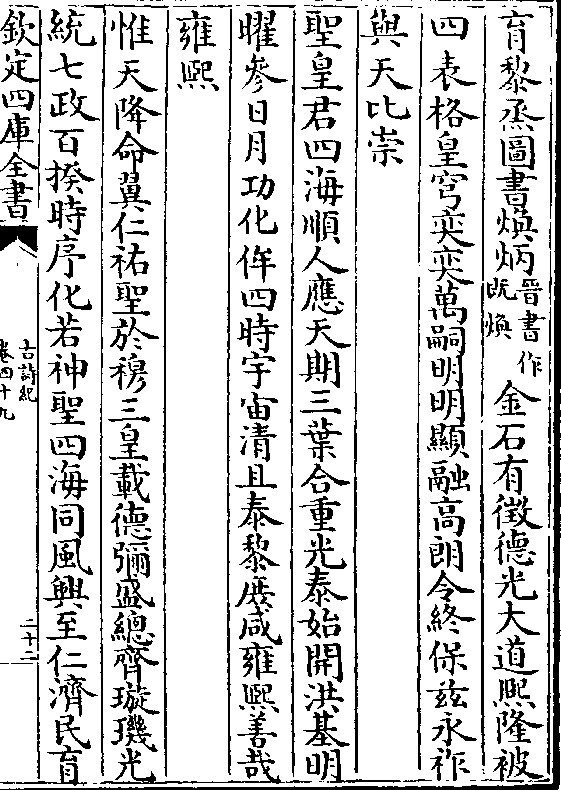 育黎烝圖書煥炳晉書作既煥金石有徵德光大道熙隆被
四表格皇穹奕奕萬嗣明明顯融高朗令終保兹永祚
與天比崇
聖皇君四海順人應天期三葉合重光泰始開洪基明
曜參日月功化侔四時宇宙清且泰黎庶咸雍熙善哉
雍熙
惟天降命翼仁祐聖於穆三皇載德彌盛總齊璇璣光
統七政百揆時序化若神聖四海同風興至仁濟民育
欽定四庫全書
古詩紀
卷四十九
二十二